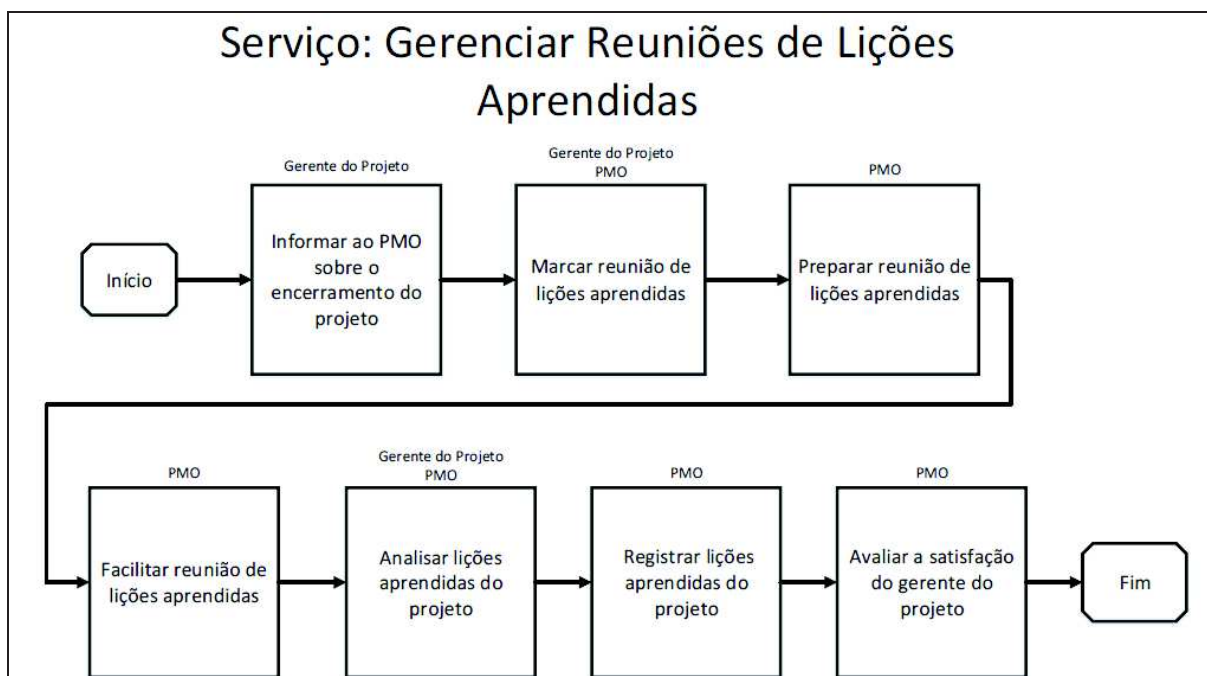 Serviço: Gerenciar Reuniões de Lições
Aprendidas
Gerente do Projeto
Gerente do Projeto
PMO
PMO
Início
Informar ao PMO
sobre o
encerramento do
projeto
Marcar reunião de
lições aprendidas
Preparar reunião de
lições aprendidas
PMO
Gerente do Projeto
PMO
PMO
PMO
Facilitar reunião de
lições aprendidas
Analisar lições
aprendidas do
projeto
Registrar lições
aprendidas do
projeto
Avaliar a satisfação
do gerente do
projeto
Fim